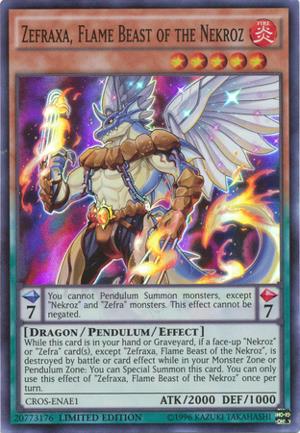 ZEFRAXA, FLAME BEAST OF THE NEKROZ
FIRE
炎
You cannot Pendulum Summon monsters, except
"Nekroz" and "Zefra" monsters. This effect cannot be
negated.
7
7
[DRAGON / PENDULUM / EFFECT]
While this card is in your hand or Graveyard, if a face-up "Nekroz"
or "Zefra" card(s), except "Zefraxa, Flame Beast of the Nekroz", is
destroyed by battle or card effect while in your Monster Zone or
Pendulum Zone: You can Special Summon this card. You can only use
this effect of "Zefraxa, Flame Beast of the Nekroz" once per
turn.
CROS-ENAE1
ATK/2000 DEF/1000
20773176
LIMITED EDITION
©1996 KAZUKI TAKAHASHI